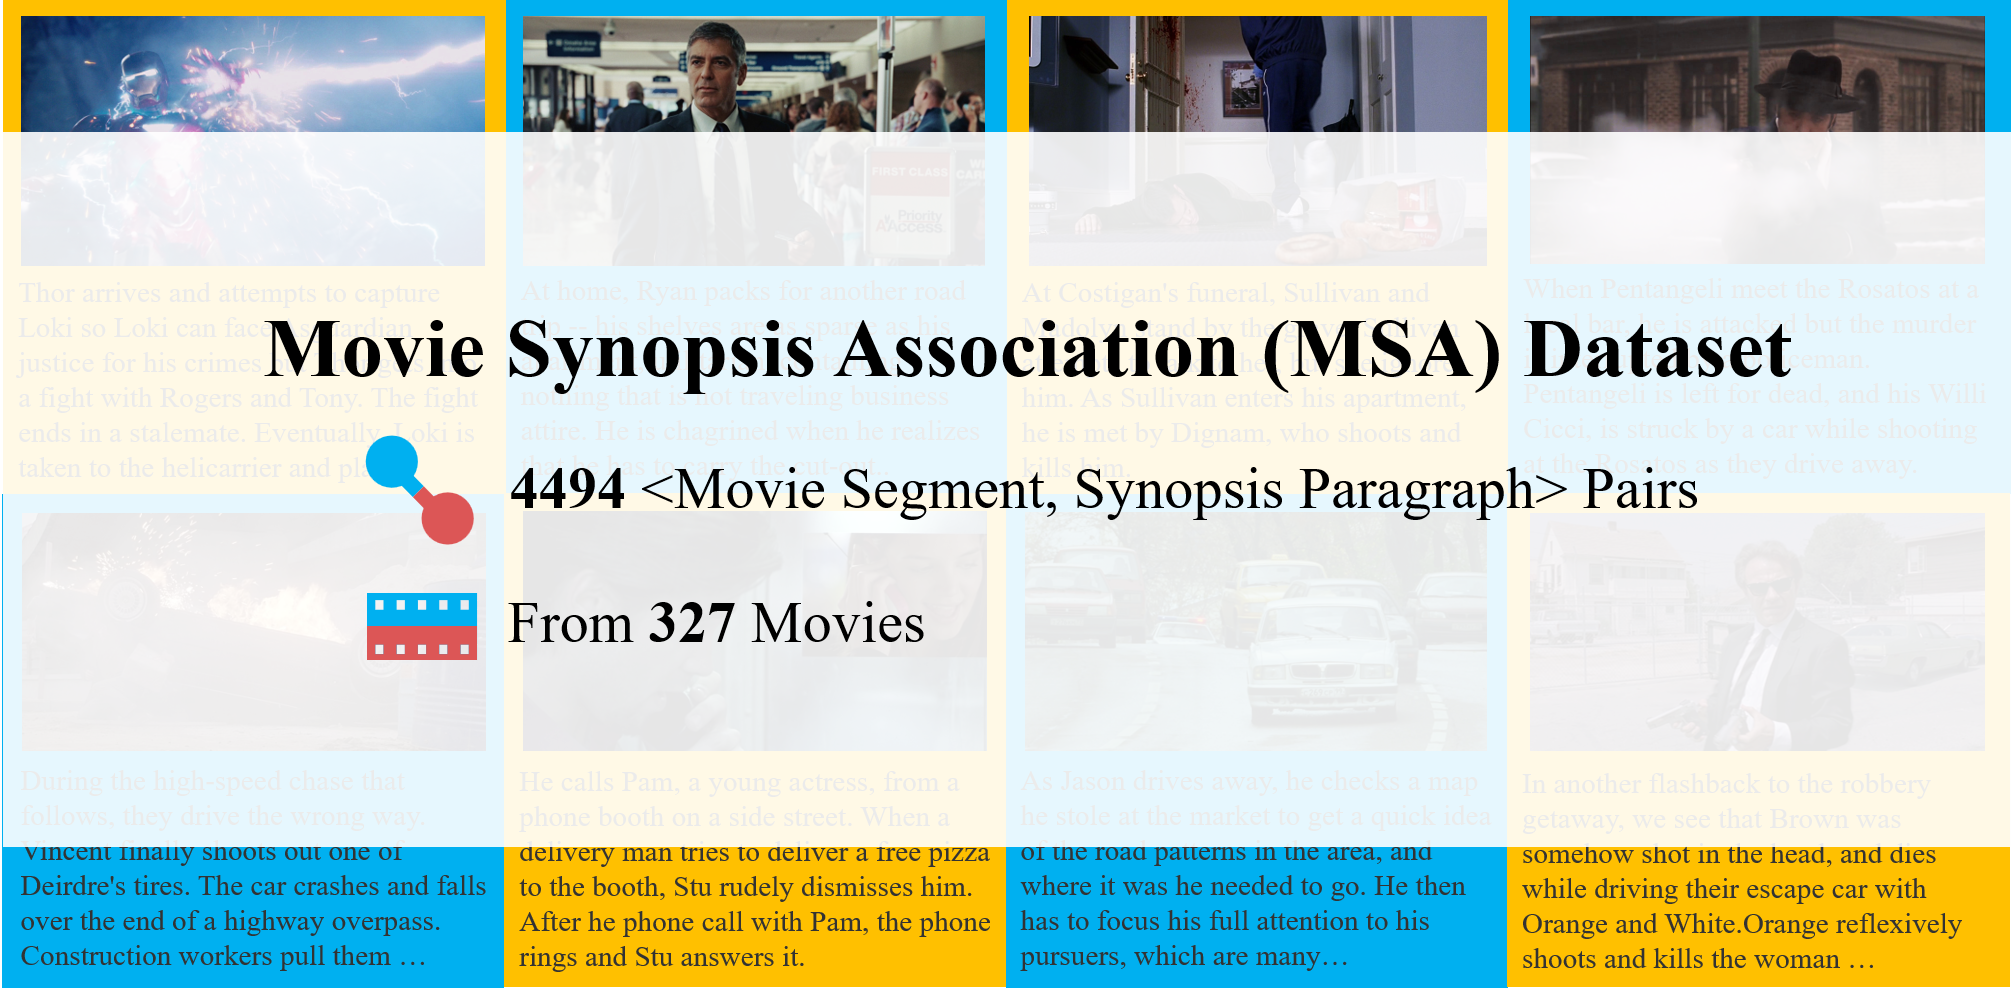 FIRST CLASS
Priority
AAccess
Thor arrives and attempts to capture
Loki so Loki can face Asgardian
justice for his crimes
a fight with Rogers and Tony. The fight
ends in a stalemate. Eventually, Loki is
taken to the helicarrier and
At home, Ryan packs for another road
-- his shelves are as sparse as his
nothing that is not traveling business
attire. He is chagrined when he realizes
that he has to carry the cut-out..
At Costigan's funeral, Sullivan and
Madolyn stand by the grave. Sullivan
him. As Sullivan enters his apartment,
he is met by Dignam, who shoots and
kills him.
When Pentangeli meet the Rosatos at a
bar, he is attacked but the murder
policeman.
Pentangeli is left for dead, and his Willi
Cicci, is struck by a car while shooting
at the Rosatos as they drive away.
Movie Synopsis Association (MSA) Dataset
4494 <Movie Segment, Synopsis Paragraph> Pairs
From 327 Movies
During the high-speed chase that
follows, they drive the wrong way.
Vincent finally shoots out one of
Deirdre's tires. The car crashes and falls
over the end of a highway overpass.
Construction workers pull them …
He calls Pam, a young actress, from a
phone booth on a side street. When a
delivery man tries to deliver a free pizza
to the booth, Stu rudely dismisses him.
After he phone call with Pam, the phone
rings and Stu answers it.
As Jason drives away, he checks a map
he stole at the market to get a quick idea
of the road patterns in the area, and
where it was he needed to go. He then
has to focus his full attention to his
pursuers, which are many…
In another flashback to the robbery
getaway, we see that Brown was
somehow shot in the head, and dies
while driving their escape car with
Orange and White.Orange reflexively
shoots and kills the woman …